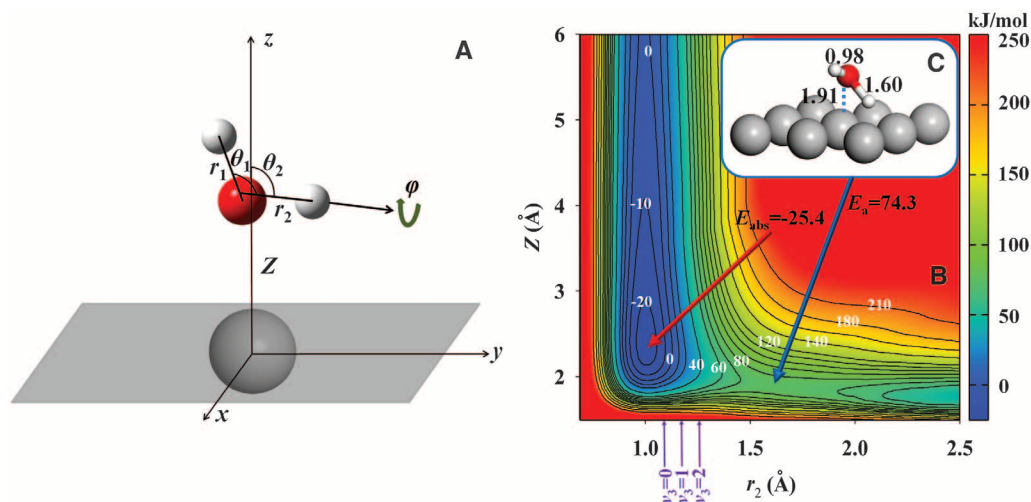 A
z
θ₁
θ₂
r₁
r₂
φ
Z
y
x
kJ/mol
250
200
150
100
50
0
6
5
4
3
2
Z (Å)
1.0
1.5
2.0
2.5
r₂ (Å)
0
-10
-20
0
40
60
80
120
140
180
210
C
0.98
1.91
1.60
Eabs=-25.4
Ea=74.3
B
v₃=0
v₃=1
v₃=2